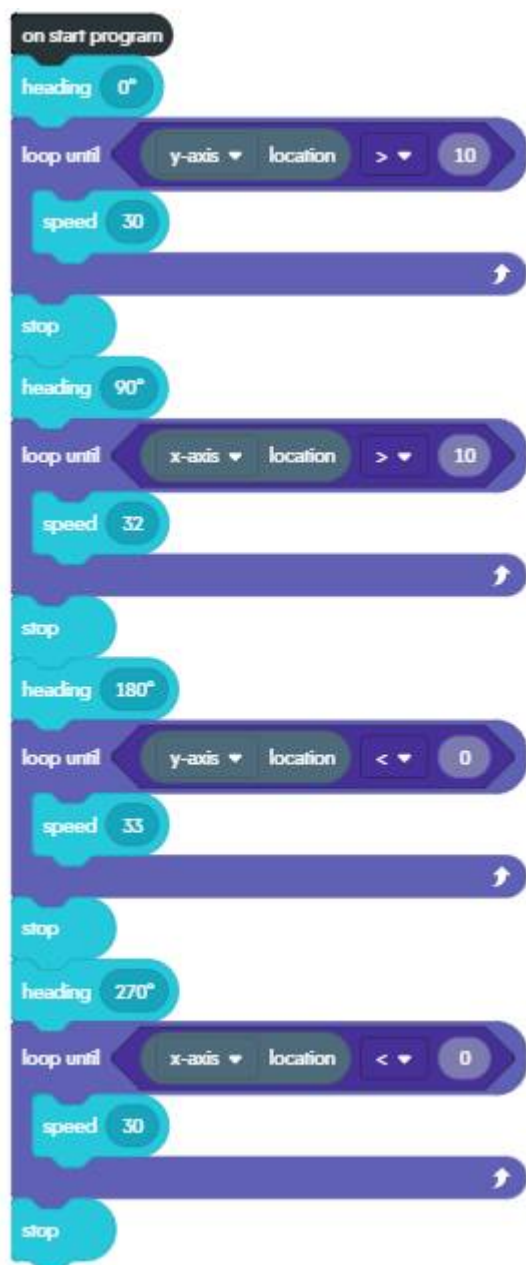 on start program
heading 0°
loop until y-axis location > 10
speed 30
stop
heading 90°
loop until x-axis location > 10
speed 32
stop
heading 180°
loop until y-axis location < 0
speed 33
stop
heading 270°
loop until x-axis location < 0
speed 30
stop